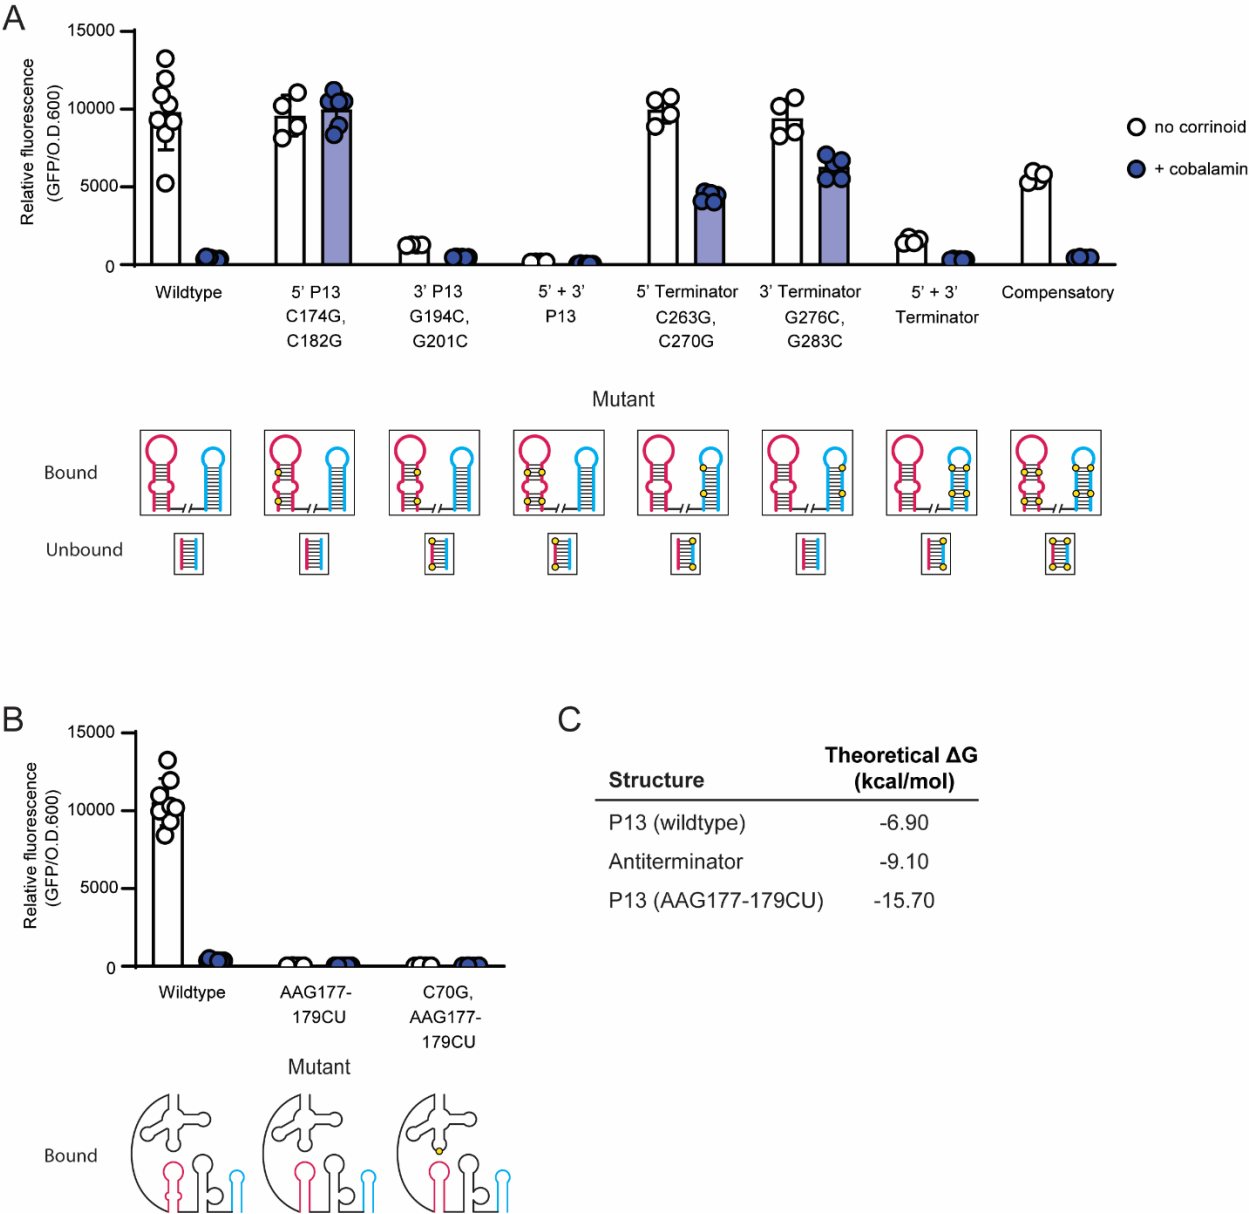 A
15000
10000
5000
0
Relative fluorescence
(GFP/O.D.600)
no corrinoid
+ cobalamin
Wildtype
5’ P13
C174G,
C182G
3’ P13
G194C,
G201C
5’ + 3’
P13
5’ Terminator
C263G,
C270G
3’ Terminator
G276C,
G283C
5’ + 3’
Terminator
Compensatory
Mutant
Bound
Unbound
B
15000
10000
5000
0
Relative fluorescence
(GFP/O.D.600)
Wildtype
AAG177-
179CU
C70G,
AAG177-
179CU
Mutant
Bound
C
Structure
Theoretical ΔG
(kcal/mol)
P13 (wildtype) -6.90
Antiterminator -9.10
P13 (AAG177-179CU) -15.70